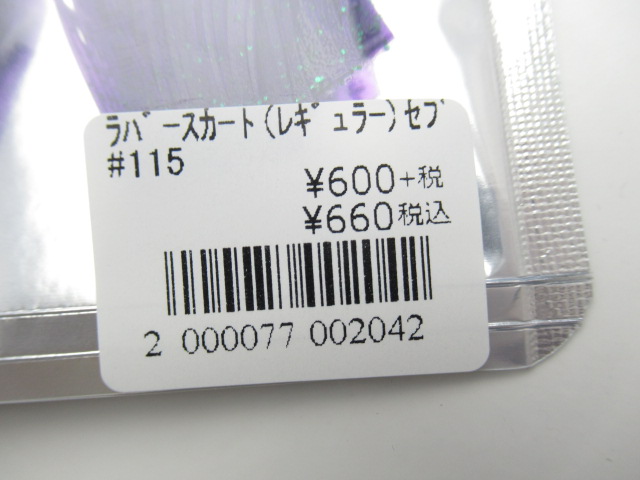 ラバースカート(レギュラー)セブ
#115
¥600+税
¥660税込
2 000077 002042